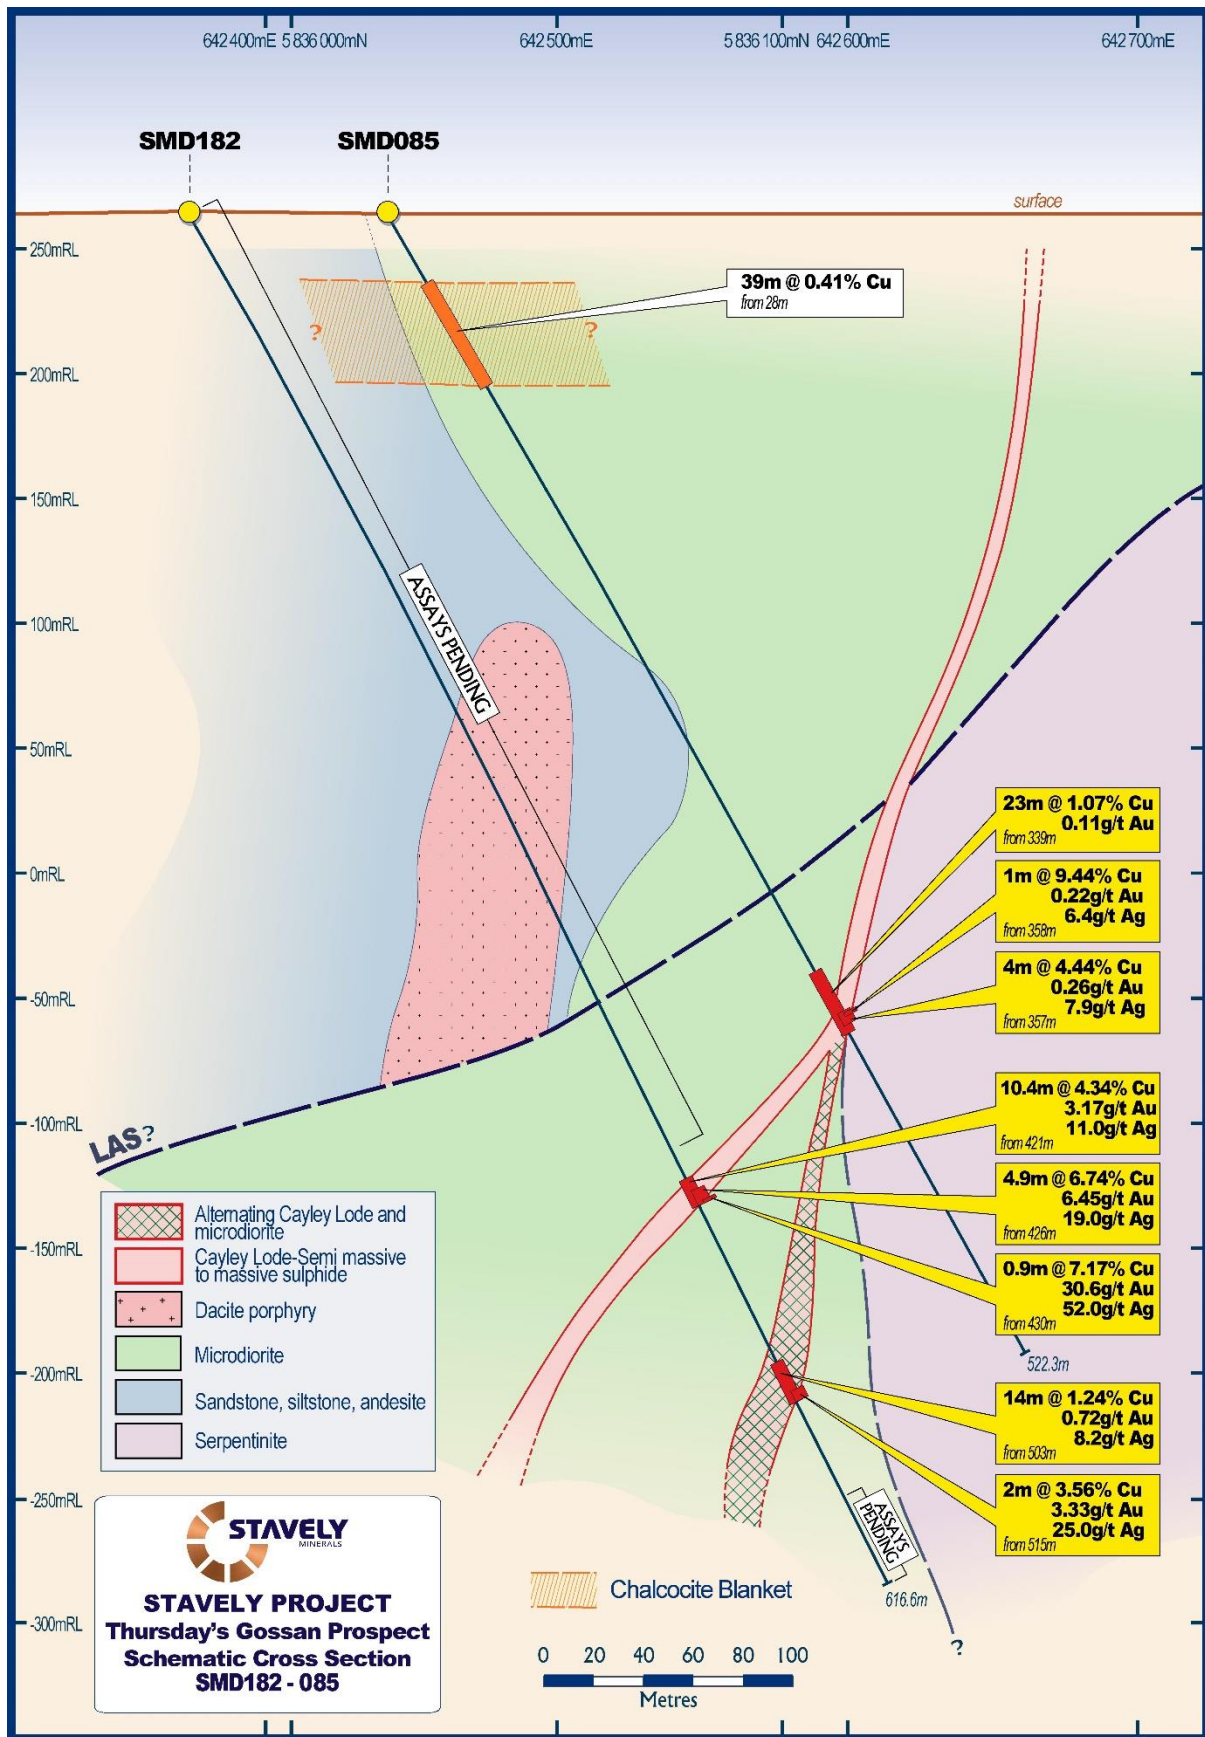 642400mE 5836000mN 642500mE 5836100mN 642600mE 642700mE
SMD182 SMD085
surface
250mRL
39m @ 0.41% Cu
from 28m
? ?
200mRL
150mRL
100mRL
ASSAYS PENDING
50mRL
0mRL
-50mRL
-100mRL
-150mRL
-200mRL
-250mRL
-300mRL
23m @ 1.07% Cu
0.11g/t Au
from 339m
1m @ 9.44% Cu
0.22g/t Au
6.4g/t Ag
from 358m
4m @ 4.44% Cu
0.26g/t Au
7.9g/t Ag
from 357m
10.4m @ 4.34% Cu
3.17g/t Au
11.0g/t Ag
from 421m
4.9m @ 6.74% Cu
6.45g/t Au
19.0g/t Ag
from 426m
0.9m @ 7.17% Cu
30.6g/t Au
52.0g/t Ag
from 430m
522.3m
14m @ 1.24% Cu
0.72g/t Au
8.2g/t Ag
from 503m
2m @ 3.56% Cu
3.33g/t Au
25.0g/t Ag
from 515m
LAS?
Alternating Cayley Lode and
microdiorite
Cayley Lode-Semi massive
to massive sulphide
Dacite porphyry
Microdiorite
Sandstone, siltstone, andesite
Serpentinite
ASSAYS
PENDING
616.6m
?
STAVELY
MINERALS
STAVELY PROJECT
Thursday's Gossan Prospect
Schematic Cross Section
SMD182 - 085
Chalcocite Blanket
0 20 40 60 80 100
Metres